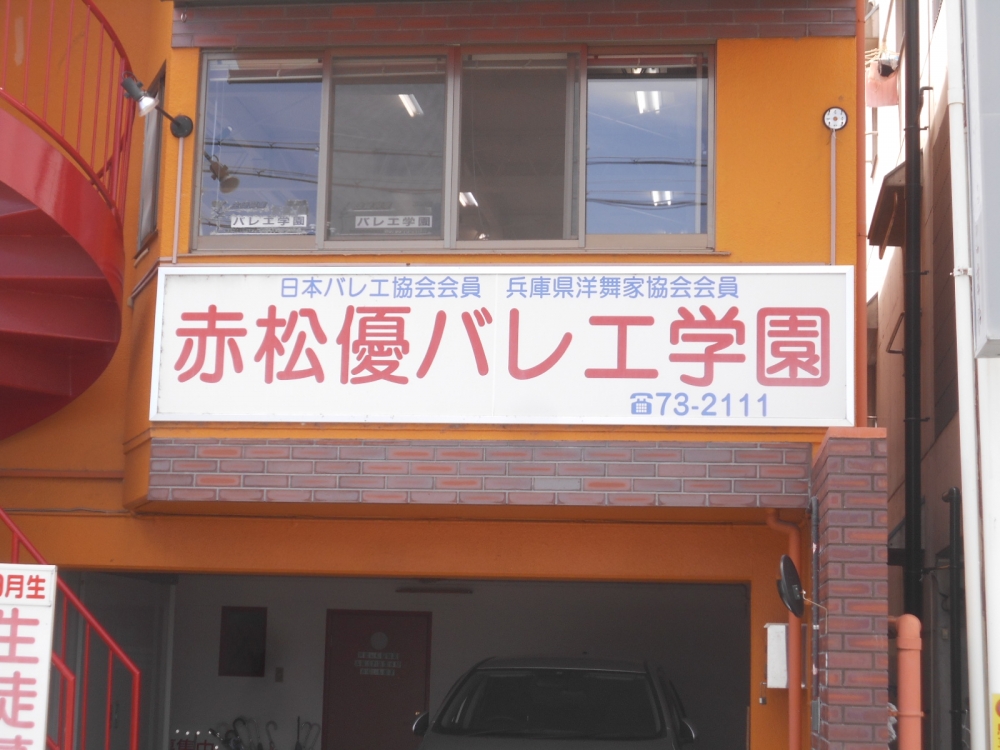 バレエ学園
バレエ学園
日本バレエ協会会員 兵庫県洋舞家協会会員
赤松優バレエ学園
☎73-2111
月生
生徒